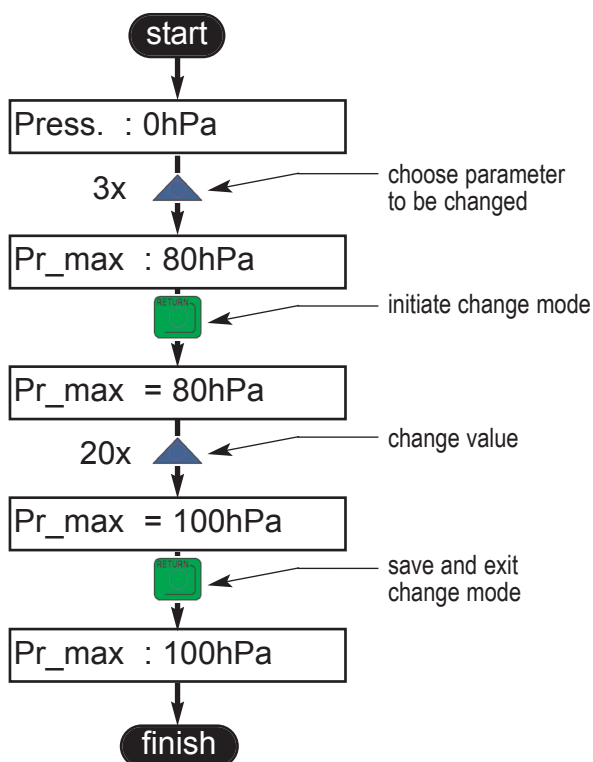 start
Press. : 0hPa
3x
choose parameter
to be changed
Pr_max : 80hPa
RETURN
initiate change mode
Pr_max = 80hPa
20x
change value
Pr_max = 100hPa
RETURN
save and exit
change mode
Pr_max : 100hPa
finish